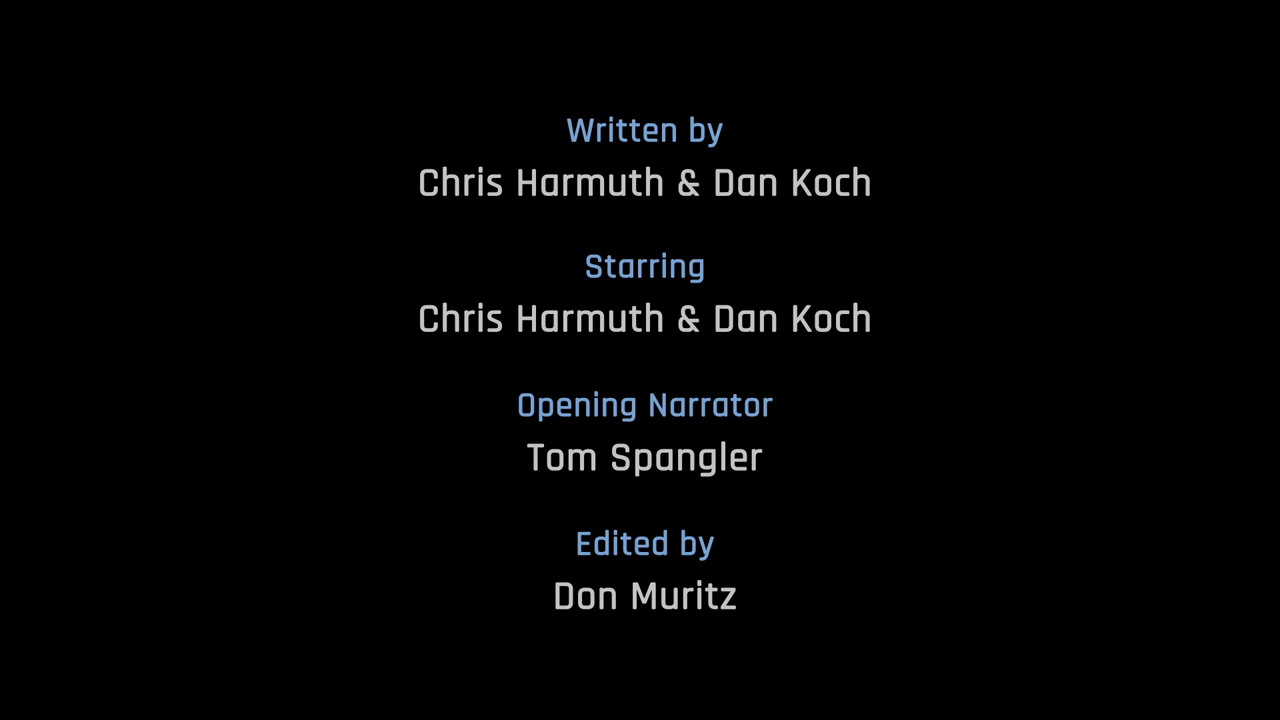 Written by
Chris Harmuth & Dan Koch
Starring
Chris Harmuth & Dan Koch
Opening Narrator
Tom Spangler
Edited by
Don Muritz